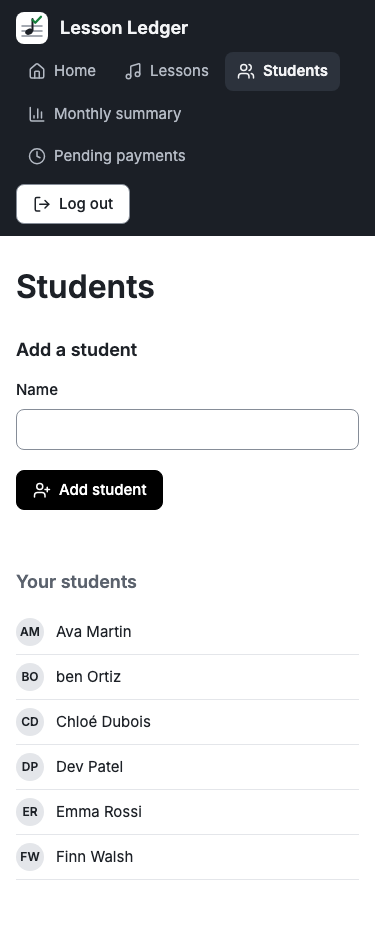 Lesson Ledger
Home Lessons Students
Monthly summary
Pending payments
Log out
Students
Add a student
Name
Add student
Your students
AM Ava Martin
BO ben Ortiz
CD Chloé Dubois
DP Dev Patel
ER Emma Rossi
FW Finn Walsh